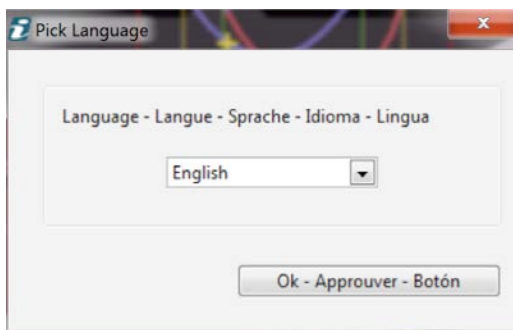 Pick Language
Language - Langue - Sprache - Idioma - Lingua
English
Ok - Approuver - Botón